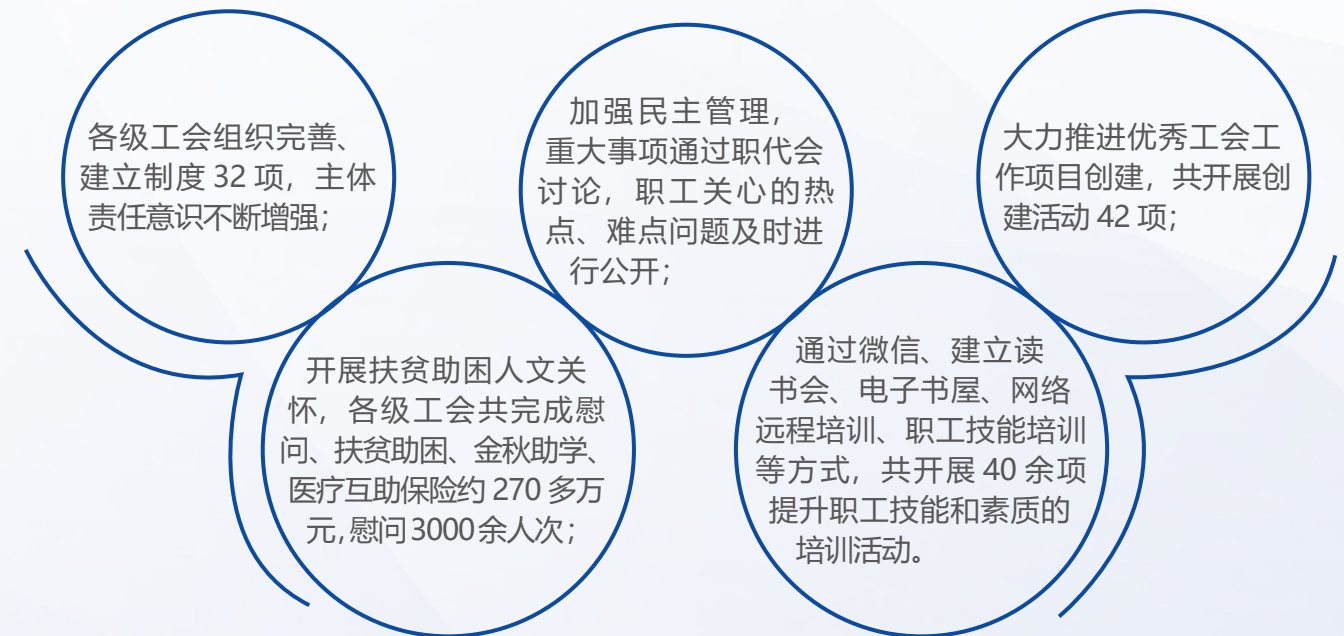 各级工会组织完善、
建立制度 32 项，主体
责任意识不断增强；
开展扶贫助困人文关
怀，各级工会共完成慰
问、扶贫助困、金秋助学、
医疗互助保险约 270 多万
元，慰问 3000 余人次；
加强民主管理，
重大事项通过职代会
讨论，职工关心的热
点、难点问题及时进
行公开；
通过微信、建立读
书会、电子书屋、网络
远程培训、职工技能培训
等方式，共开展 40 余项
提升职工技能和素质的
培训活动。
大力推进优秀工会工
作项目创建，共开展创
建活动 42 项；